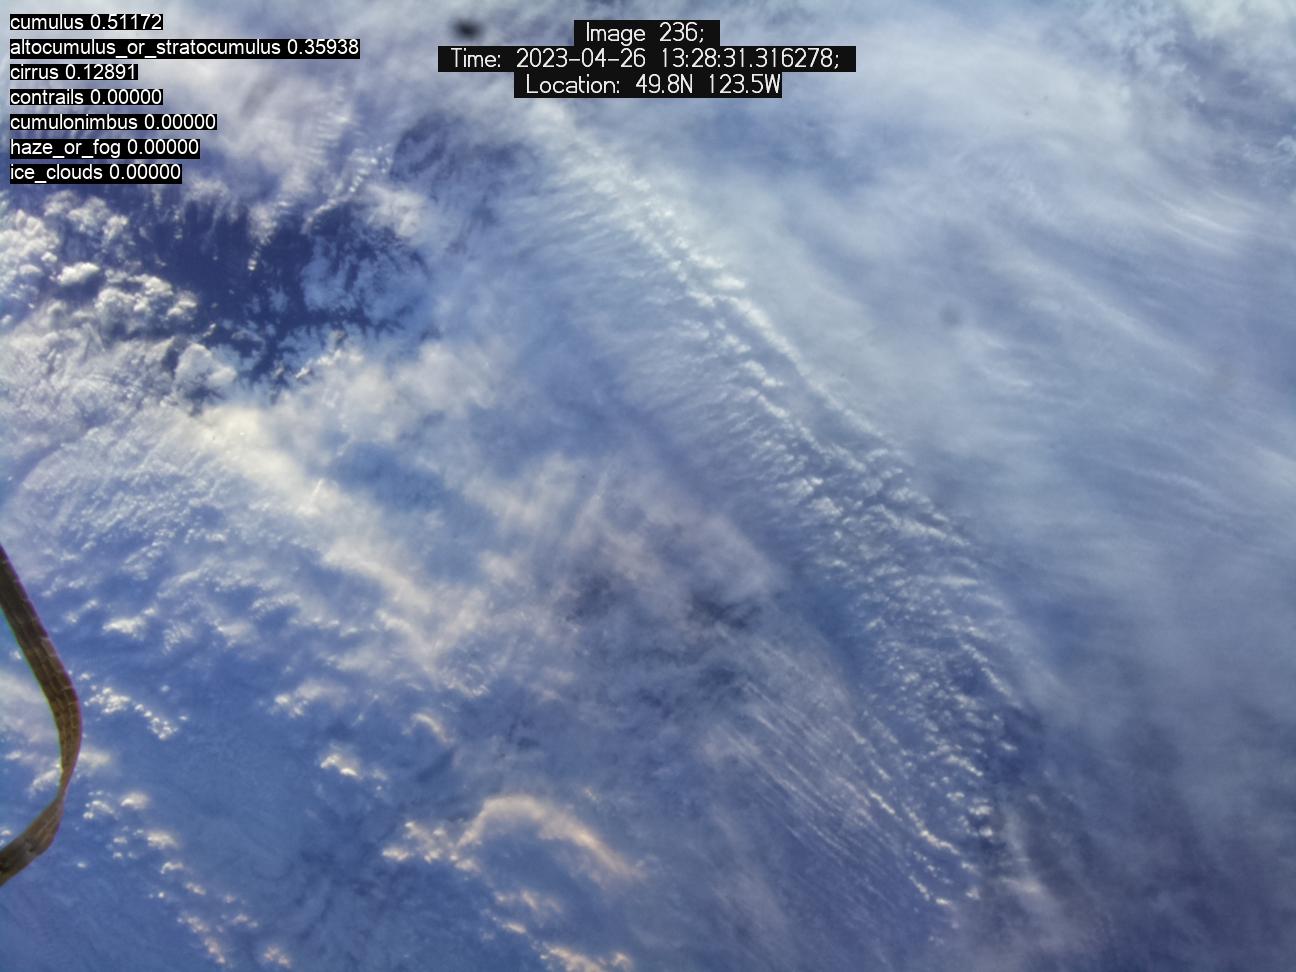 cumulus 0.51172
altocumulus_or_stratocumulus 0.35938
cirrus 0.12891
contrails 0.00000
cumulonimbus 0.00000
haze_or_fog 0.00000
ice_clouds 0.00000
Image 236;
Time: 2023-04-26 13:28:31.316278;
Location: 49.8N 123.5W